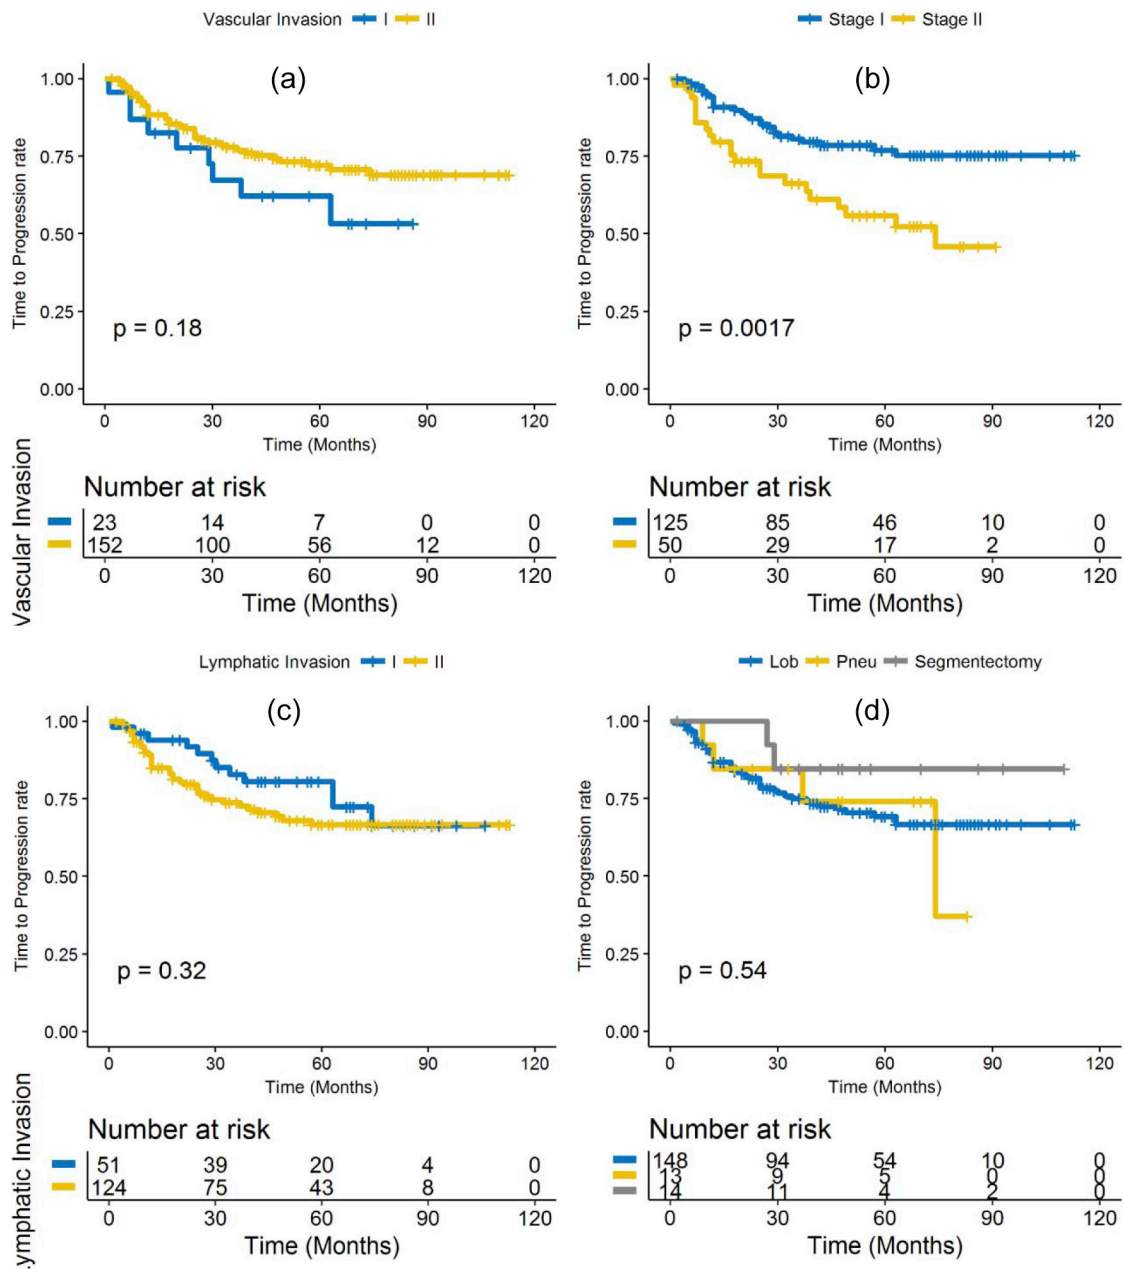 Vascular Invasion I II
(a)
Time to Progression rate
1.00
0.75
0.50
0.25
0.00
p = 0.18
0 30 60 90 120
Time (Months)
Vascular Invasion
Number at risk
23 14 7 0 0
152 100 56 12 0
0 30 60 90 120
Time (Months)
Stage I Stage II
(b)
Time to Progression rate
1.00
0.75
0.50
0.25
0.00
p = 0.0017
0 30 60 90 120
Time (Months)
Number at risk
125 85 46 10 0
50 29 17 2 0
0 30 60 90 120
Time (Months)
Lymphatic Invasion I II
(c)
Time to Progression rate
1.00
0.75
0.50
0.25
0.00
p = 0.32
0 30 60 90 120
Time (Months)
ymphatic Invasion
Number at risk
51 39 20 4 0
124 75 43 8 0
0 30 60 90 120
Time (Months)
Lob Pneu Segmentectomy
(d)
Time to Progression rate
1.00
0.75
0.50
0.25
0.00
p = 0.54
0 30 60 90 120
Time (Months)
Number at risk
148 94 54 10 0
13 9 5 0 0
14 11 4 2 0
0 30 60 90 120
Time (Months)